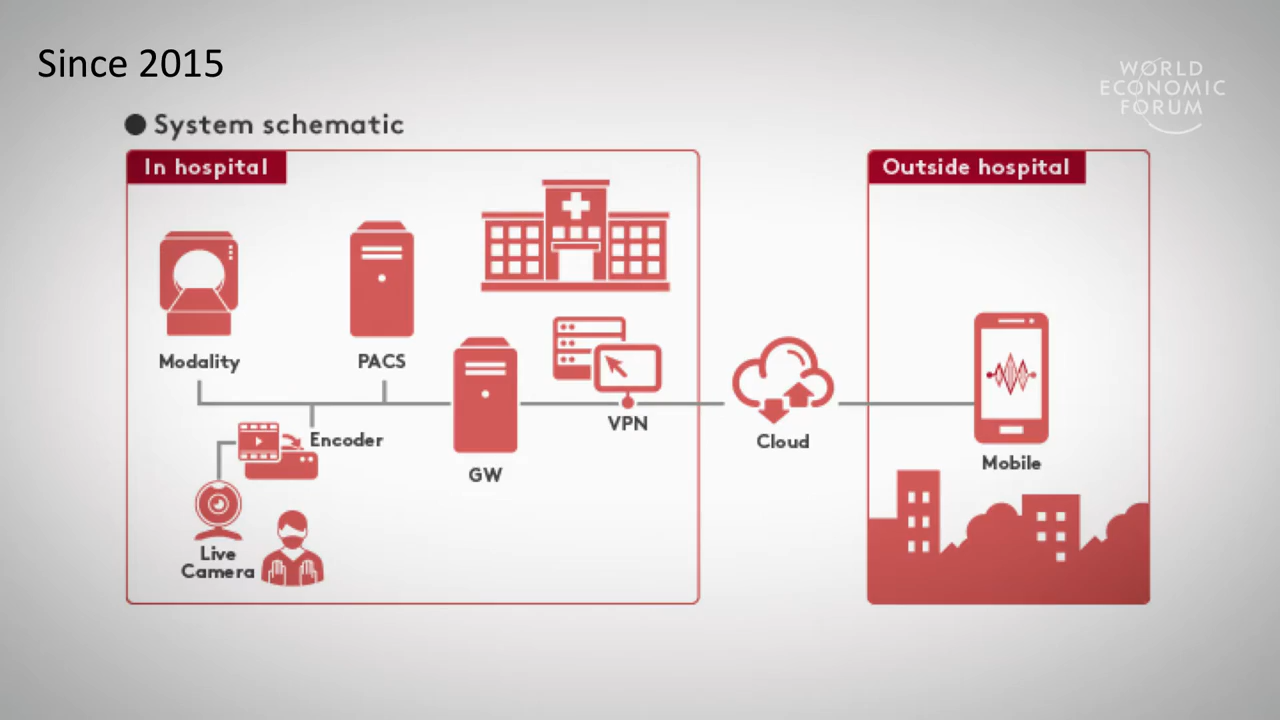 Since 2015
WORLD
ECONOMIC
FORUM
System schematic
In hospital
Outside hospital
Modality
PACS
VPN
Encoder
Cloud
GW
Mobile
Live
Camera